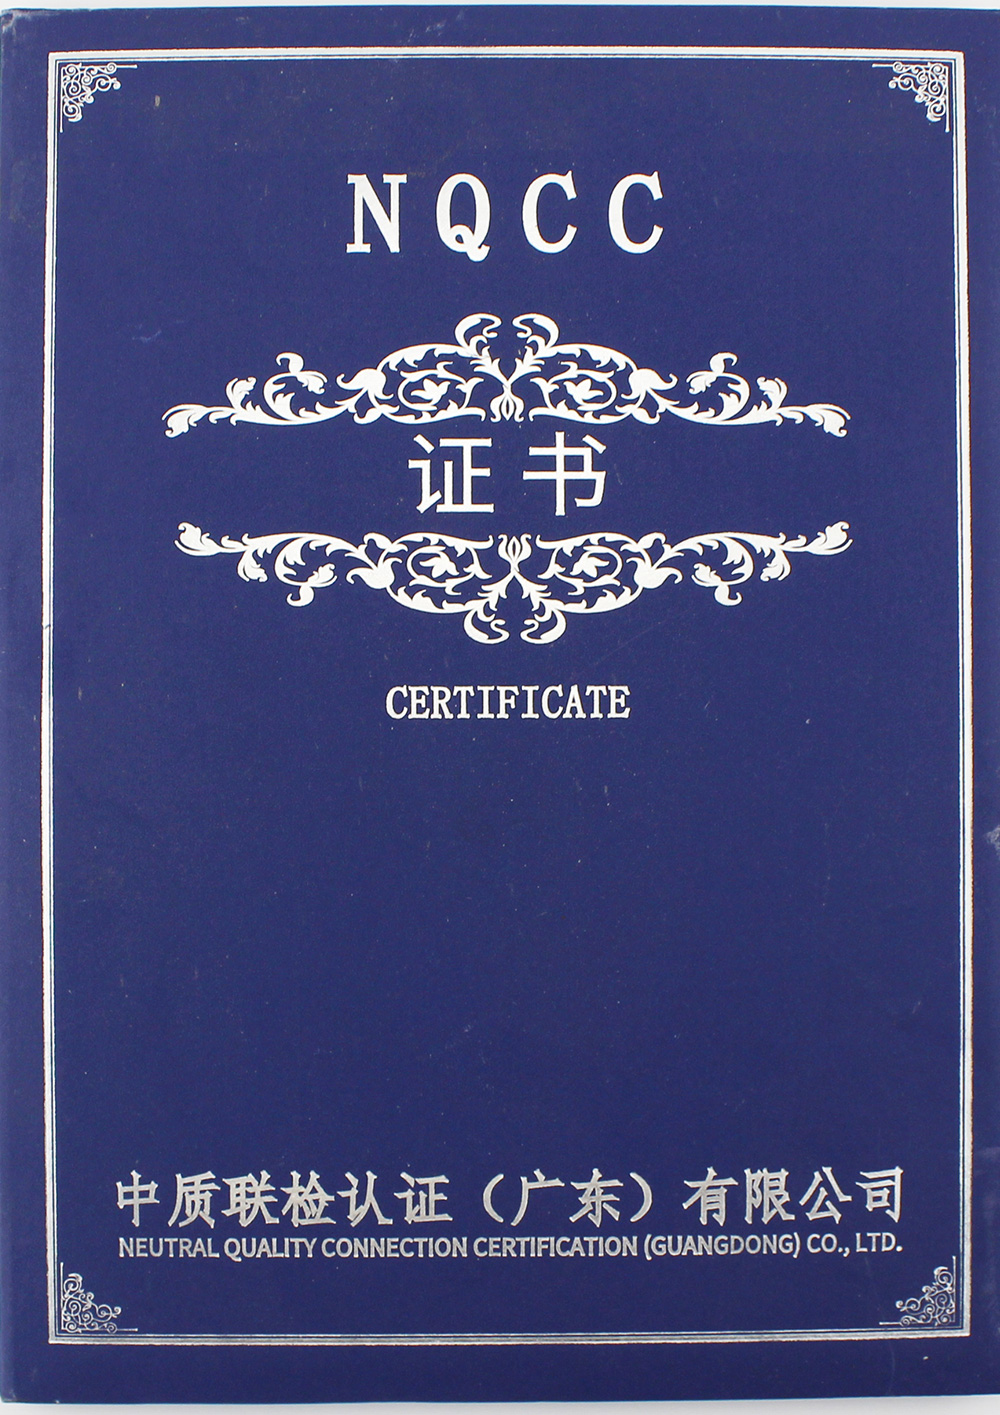 NQCC
证书
CERTIFICATE
中质联检认证（广东）有限公司
NEUTRAL QUALITY CONNECTION CERTIFICATION (GUANGDONG) CO., LTD.